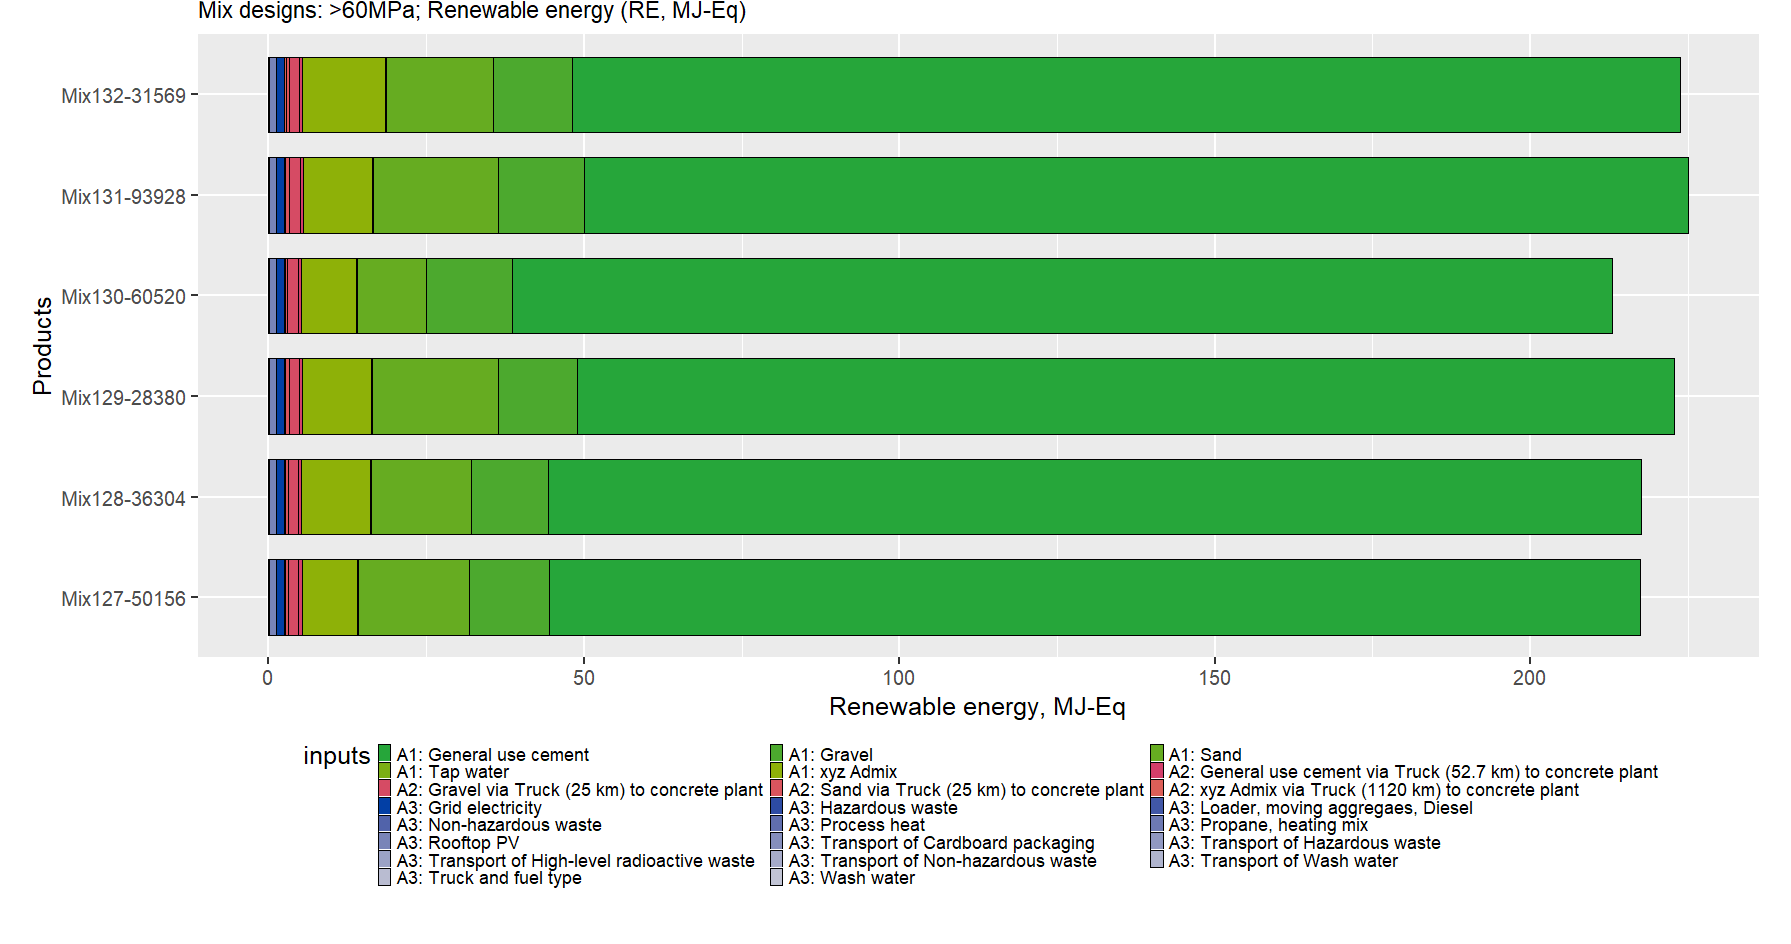 Mix designs: >60MPa; Renewable energy (RE, MJ-Eq)
Products
Mix132-31569
Mix131-93928
Mix130-60520
Mix129-28380
Mix128-36304
Mix127-50156
0 50 100 150 200
Renewable energy, MJ-Eq
inputs
A1: General use cement A1: Gravel A1: Sand
A1: Tap water A1: xyz Admix A2: General use cement via Truck (52.7 km) to concrete plant
A2: Gravel via Truck (25 km) to concrete plant A2: Sand via Truck (25 km) to concrete plant A2: xyz Admix via Truck (1120 km) to concrete plant
A3: Grid electricity A3: Hazardous waste A3: Loader, moving aggregaes, Diesel
A3: Non-hazardous waste A3: Process heat A3: Propane, heating mix
A3: Rooftop PV A3: Transport of Cardboard packaging A3: Transport of Hazardous waste
A3: Transport of High-level radioactive waste A3: Transport of Non-hazardous waste A3: Transport of Wash water
A3: Truck and fuel type A3: Wash water